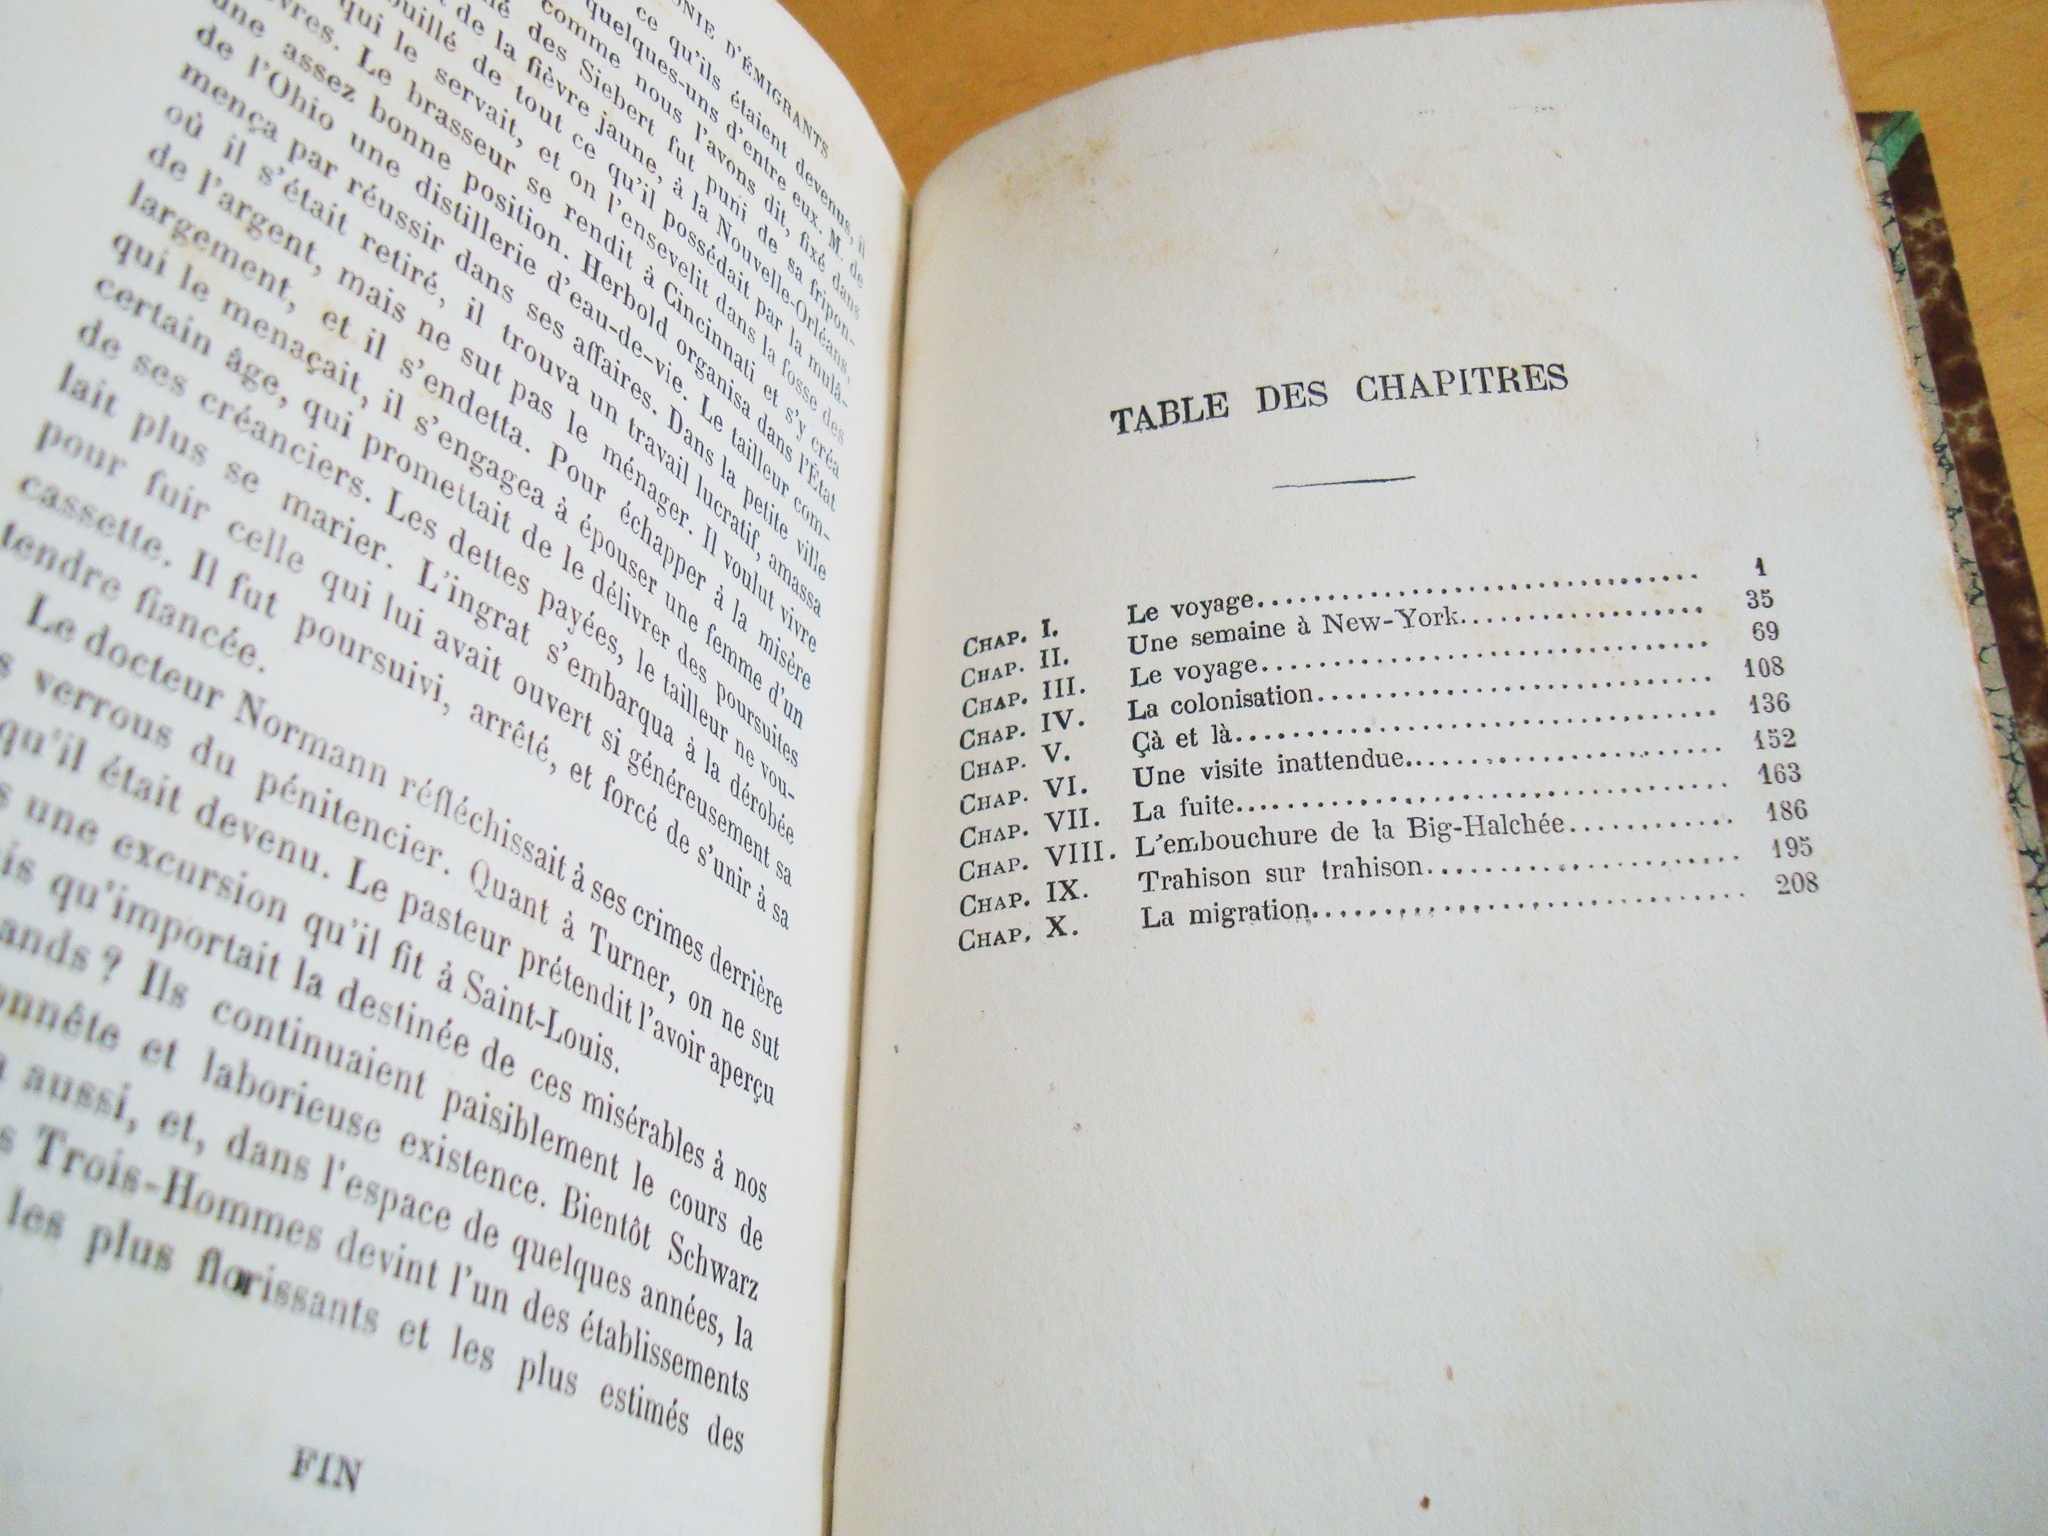 ONIE D'ÉMIGRANTS
ce qu'ils étaient devenus, il
quelques-uns d'entre eux. M. de
comme nous l'avons dit, fixé dans
des Siebert fut puni de sa fripon-
de la fièvre jaune, à la Nouvelle-Orléans,
ouillé de tout ce qu'il possédait par la mulâ-
qui le servait, et on l'ensevelit dans la fosse des
vres. Le brasseur se rendit à Cincinnati et s'y créa
une assez bonne position. Herbold organisa dans l'État
de l'Ohio une distillerie d'eau-de-vie. Le tailleur com-
mença par réussir dans ses affaires. Dans la petite ville
où il s'était retiré, il trouva un travail lucratif, amassa
de l'argent, mais ne sut pas le ménager. Il voulut vivre
largement, et il s'endetta. Pour échapper à la misère
qui le menaçait, il s'engagea à épouser une femme d'un
certain âge, qui promettait de le délivrer des poursuites
de ses créanciers. Les dettes payées, le tailleur ne vou-
lait plus se marier. L'ingrat s'embarqua à la dérobée
pour fuir celle qui lui avait ouvert si généreusement sa
cassette. Il fut poursuivi, arrêté, et forcé de s'unir à sa
tendre fiancée.
Le docteur Normann réfléchissait à ses crimes derrière
s verrous du pénitencier. Quant à Turner, on ne sut
qu'il était devenu. Le pasteur prétendit l'avoir aperçu
s une excursion qu'il fit à Saint-Louis.
is qu'importait la destinée de ces misérables à nos
ands ? Ils continuaient paisiblement le cours de
onnête et laborieuse existence. Bientôt Schwarz
a aussi, et, dans l'espace de quelques années, la
s Trois-Hommes devint l'un des établissements
les plus florissants et les plus estimés des
FIN
TABLE DES CHAPITRES
CHAP. I. Le voyage........ 1
CHAP. II. Une semaine à New-York........ 35
CHAP. III. Le voyage........ 69
CHAP. IV. La colonisation........ 108
CHAP. V. Çà et là........ 136
CHAP. VI. Une visite inattendue........ 152
CHAP. VII. La fuite........ 163
CHAP. VIII. L'embouchure de la Big-Halchée........ 186
CHAP. IX. Trahison sur trahison........ 195
CHAP. X. La migration........ 208